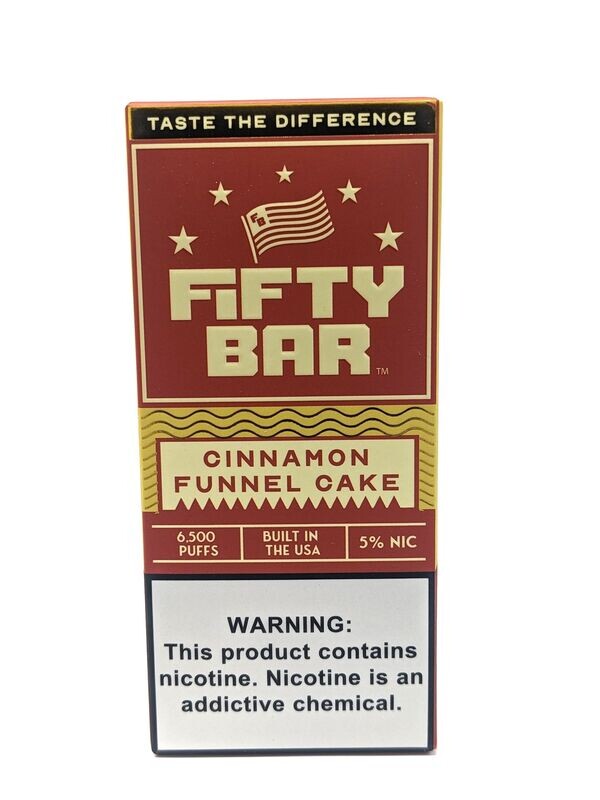 TASTE THE DIFFERENCE
FB
FiFTY
BAR
TM
CINNAMON
FUNNEL CAKE
6,500
PUFFS
BUILT IN
THE USA
5% NIC
WARNING:
This product contains
nicotine. Nicotine is an
addictive chemical.